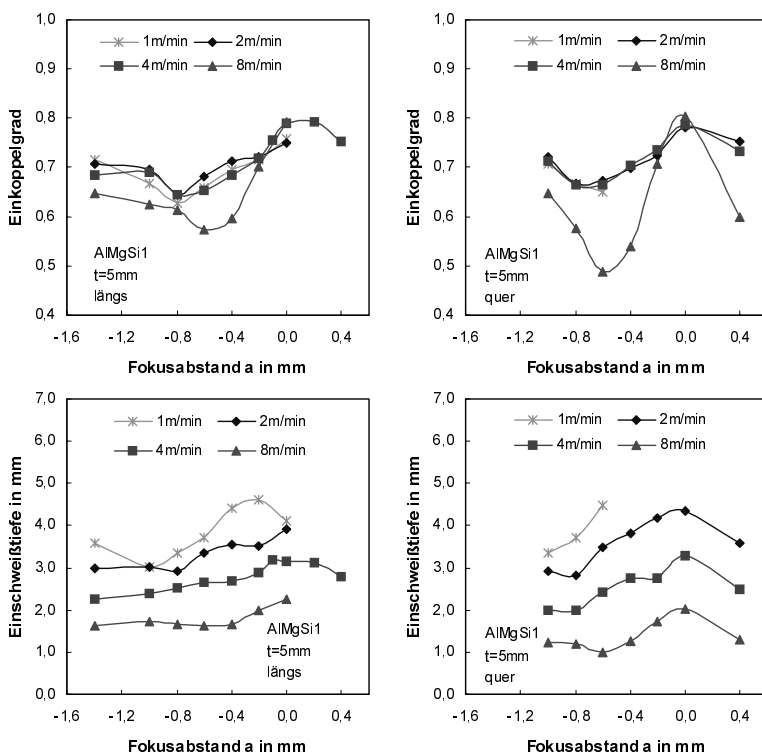 1,0
0,9
0,8
0,7
0,6
0,5
0,4
Einkoppelgrad
1m/min 2m/min
4m/min 8m/min
AlMgSi1
t=5mm
längs
-1,6 -1,2 -0,8 -0,4 0,0 0,4
Fokusabstand a in mm
1,0
0,9
0,8
0,7
0,6
0,5
0,4
Einkoppelgrad
1m/min 2m/min
4m/min 8m/min
AlMgSi1
t=5mm
quer
-1,6 -1,2 -0,8 -0,4 0,0 0,4
Fokusabstand a in mm
7,0
6,0
5,0
4,0
3,0
2,0
1,0
0,0
Einschweißtiefe in mm
1m/min 2m/min
4m/min 8m/min
AlMgSi1
t=5mm
längs
-1,6 -1,2 -0,8 -0,4 0,0 0,4
Fokusabstand a in mm
7,0
6,0
5,0
4,0
3,0
2,0
1,0
0,0
Einschweißtiefe in mm
1m/min 2m/min
4m/min 8m/min
AlMgSi1
t=5mm
quer
-1,6 -1,2 -0,8 -0,4 0,0 0,4
Fokusabstand a in mm